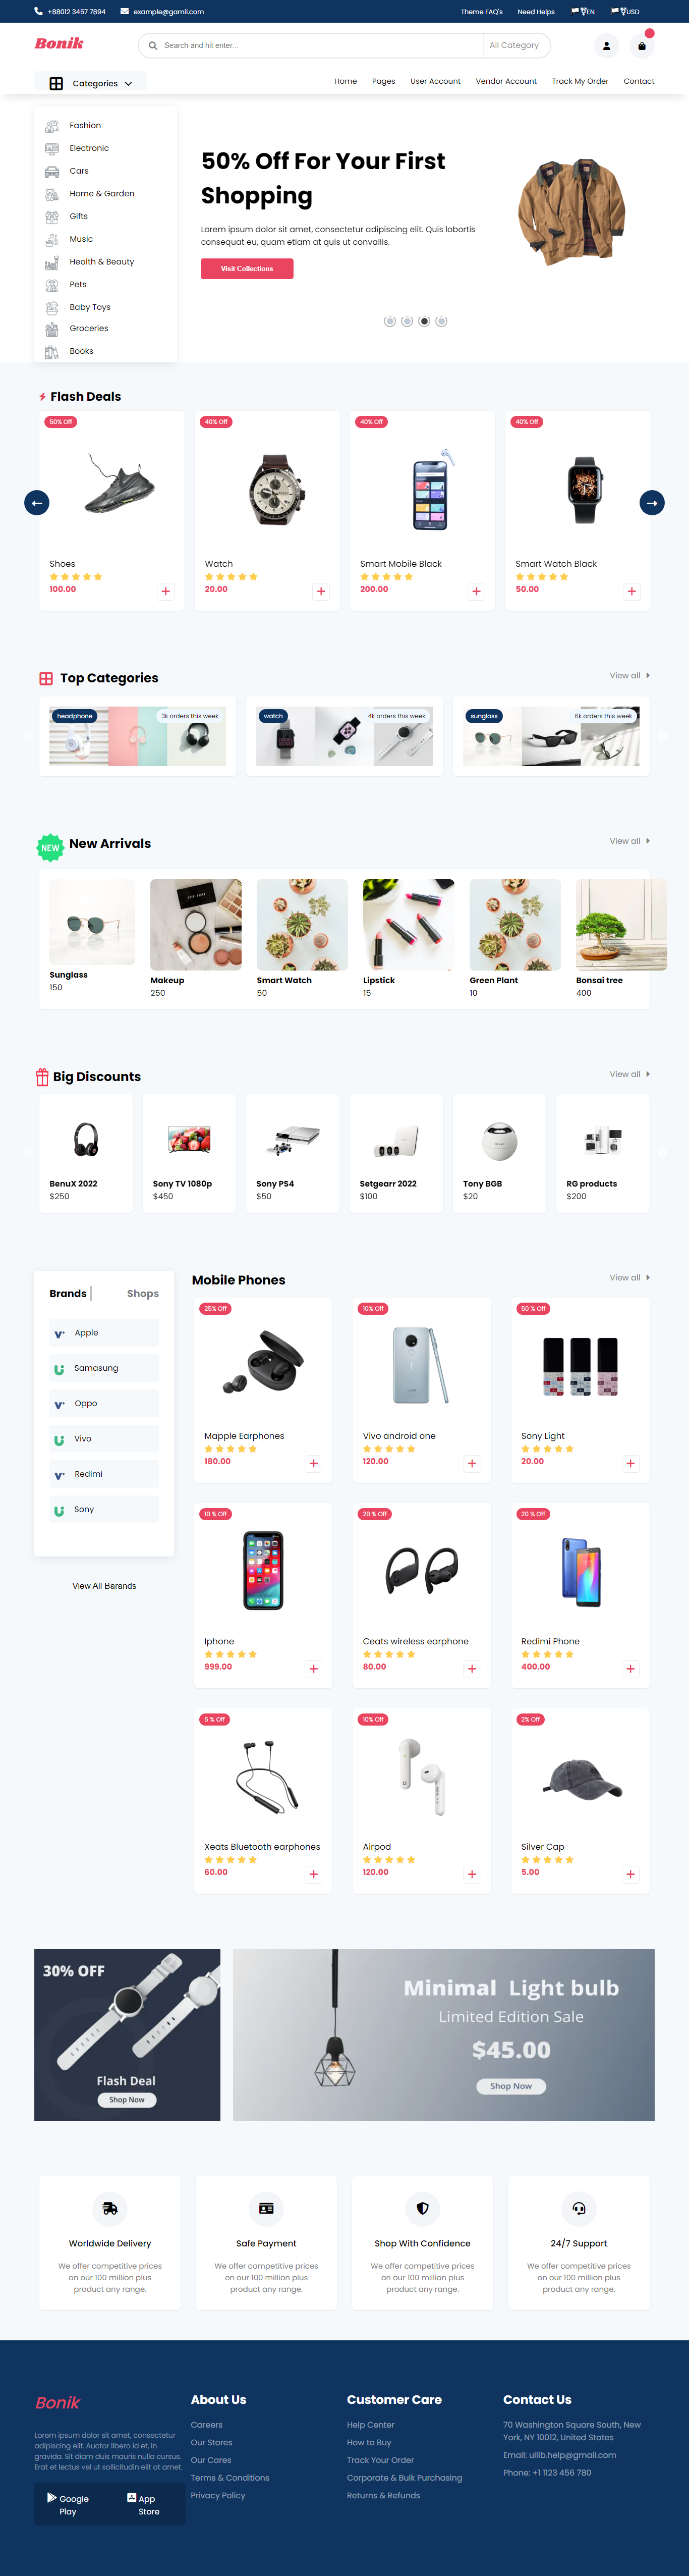 +88012 3457 7894 example@gamil.com Theme FAQ's Need Helps EN USD
Bonik Search and hit enter... All Category
Categories Home Pages User Account Vendor Account Track My Order Contact
Fashion
Electronic
Cars
Home & Garden
Gifts
Music
Health & Beauty
Pets
Baby Toys
Groceries
Books
50% Off For Your First
Shopping
Lorem ipsum dolor sit amet, consectetur adipiscing elit. Quis lobortis
consequat eu, quam etiam at quis ut convallis.
Visit Collections
Flash Deals
50% Off 40% Off 40% Off 40% Off
Shoes Watch Smart Mobile Black Smart Watch Black
100.00 20.00 200.00 50.00
Top Categories View all
headphone 3k orders this week watch 4k orders this week sunglass 6k orders this week
NEW New Arrivals View all
Sunglass Makeup Smart Watch Lipstick Green Plant Bonsai tree
150 250 50 15 10 400
Big Discounts View all
BenuX 2022 Sony TV 1080p Sony PS4 Setgearr 2022 Tony BGB RG products
$250 $450 $50 $100 $20 $200
Brands Shops
Apple
Samasung
Oppo
Vivo
Redimi
Sony
View All Barands
Mobile Phones View all
25% Off 10% Off 50 % Off
Mapple Earphones Vivo android one Sony Light
180.00 120.00 20.00
10 % Off 20 % Off 20 % Off
Iphone Ceats wireless earphone Redimi Phone
999.00 80.00 400.00
5 % Off 10% Off 2% Off
Xeats Bluetooth earphones Airpod Silver Cap
60.00 120.00 5.00
30% OFF
Flash Deal
Shop Now
Minimal Light bulb
Limited Edition Sale
$45.00
Shop Now
Worldwide Delivery Safe Payment Shop With Confidence 24/7 Support
We offer competitive prices We offer competitive prices We offer competitive prices We offer competitive prices
on our 100 million plus on our 100 million plus on our 100 million plus on our 100 million plus
product any range. product any range. product any range. product any range.
Bonik
Lorem ipsum dolor sit amet, consectetur
adipiscing elit. Auctor libero id et, in
gravida. Sit diam duis mauris nulla cursus.
Erat et lectus vel ut sollicitudin elit at amet.
Google Play
App Store
About Us
Careers
Our Stores
Our Cares
Terms & Conditions
Privacy Policy
Customer Care
Help Center
How to Buy
Track Your Order
Corporate & Bulk Purchasing
Returns & Refunds
Contact Us
70 Washington Square South, New
York, NY 10012, United States
Email: uilib.help@gmail.com
Phone: +1 1123 456 780